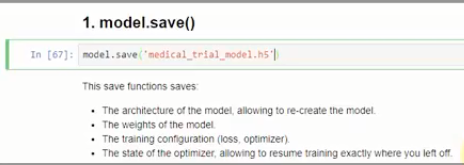 1. model.save()
In [67]: model.save('medical_trial_model.h5')
This save functions saves:
• The architecture of the model, allowing to re-create the model.
• The weights of the model.
• The training configuration (loss, optimizer).
• The state of the optimizer, allowing to resume training exactly where you left off.